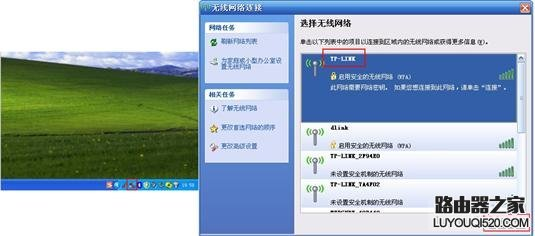 无线网络连接
网络任务
刷新网络列表
为家庭或小型办公室设置无线网络
相关任务
了解无线网络
更改首选网络的顺序
更改高级设置
选择无线网络
单击以下列表中的项目以连接到区域内的无线网络或获得更多信息(W)。
TP-LINK
启用安全的无线网络 (WPA)
此网络需要网络密钥。如果您想连接到此网络，请单击“连接”。
dlink
启用安全的无线网络 (WPA)
TP-LINK_2F94E0
未设置安全机制的无线网络
TP-LINK_7A4F02
未设置安全机制的无线网络
19:50
路由器之家
LUYOUQI520.COM